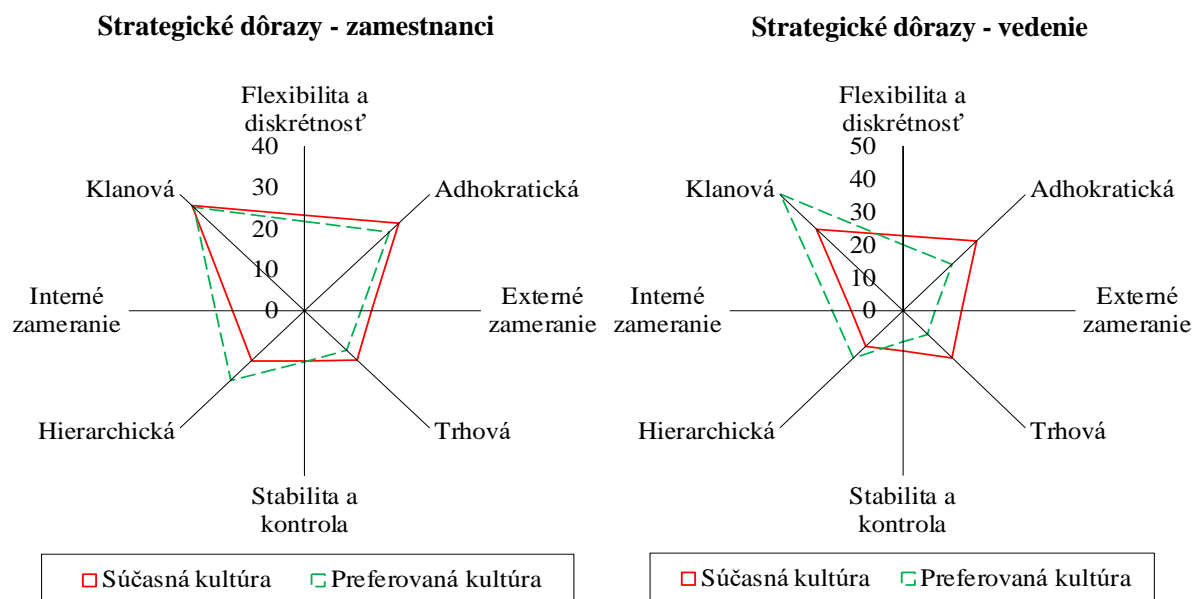 Strategické dôrazy - zamestnanci
Flexibilita a
diskrétnosť
40
30
20
10
0
Klanová
Adhokratická
Interné
zameranie
Externé
zameranie
Hierarchická
Trhová
Stabilita a
kontrola
Súčasná kultúra
Preferovaná kultúra
Strategické dôrazy - vedenie
Flexibilita a
diskrétnosť
50
40
30
20
10
0
Klanová
Adhokratická
Interné
zameranie
Externé
zameranie
Hierarchická
Trhová
Stabilita a
kontrola
Súčasná kultúra
Preferovaná kultúra